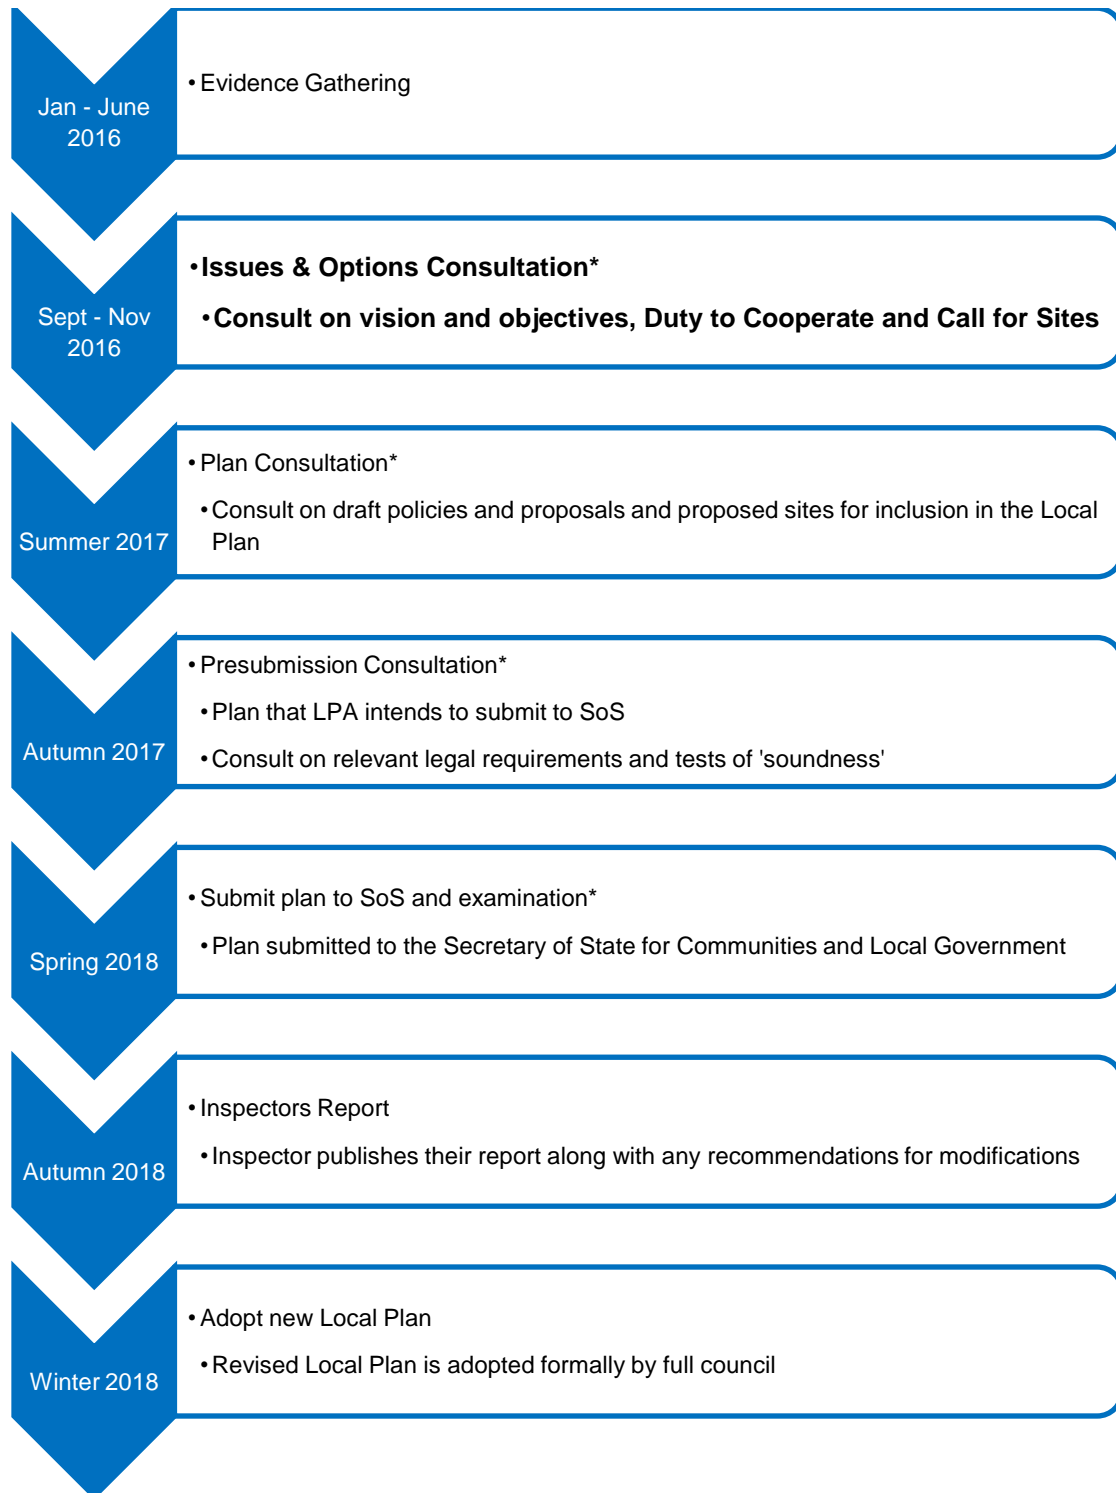 Jan - June
2016
• Evidence Gathering
Sept - Nov
2016
• Issues & Options Consultation*
• Consult on vision and objectives, Duty to Cooperate and Call for Sites
Summer 2017
• Plan Consultation*
• Consult on draft policies and proposals and proposed sites for inclusion in the Local
Plan
Autumn 2017
• Presubmission Consultation*
• Plan that LPA intends to submit to SoS
• Consult on relevant legal requirements and tests of 'soundness'
Spring 2018
• Submit plan to SoS and examination*
• Plan submitted to the Secretary of State for Communities and Local Government
Autumn 2018
• Inspectors Report
• Inspector publishes their report along with any recommendations for modifications
Winter 2018
• Adopt new Local Plan
• Revised Local Plan is adopted formally by full council